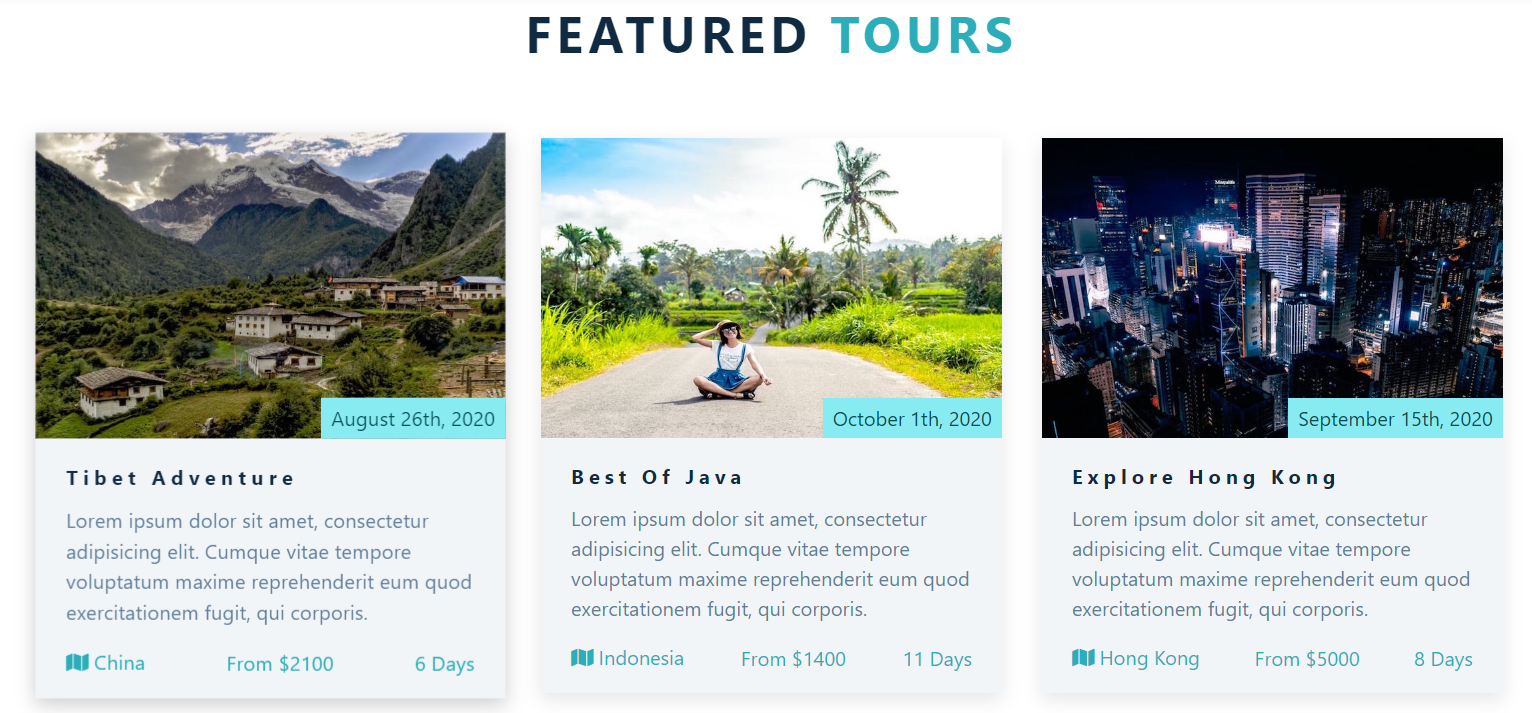 FEATURED TOURS
August 26th, 2020
Tibet Adventure
Lorem ipsum dolor sit amet, consectetur
adipisicing elit. Cumque vitae tempore
voluptatum maxime reprehenderit eum quod
exercitationem fugit, qui corporis.
China From $2100 6 Days
October 1th, 2020
Best Of Java
Lorem ipsum dolor sit amet, consectetur
adipisicing elit. Cumque vitae tempore
voluptatum maxime reprehenderit eum quod
exercitationem fugit, qui corporis.
Indonesia From $1400 11 Days
September 15th, 2020
Explore Hong Kong
Lorem ipsum dolor sit amet, consectetur
adipisicing elit. Cumque vitae tempore
voluptatum maxime reprehenderit eum quod
exercitationem fugit, qui corporis.
Hong Kong From $5000 8 Days